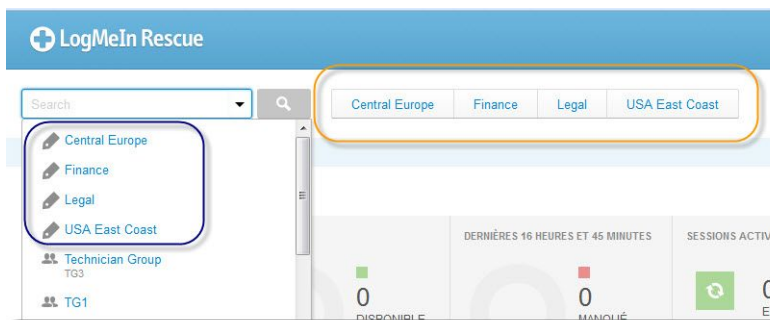 LogMeIn Rescue
Search
Central Europe Finance Legal USA East Coast
Central Europe
Finance
Legal
USA East Coast
Technician Group
TG3
TG1
DERNIÈRES 16 HEURES ET 45 MINUTES
SESSIONS
0
DISPONIBLE
0
MANQUÉ